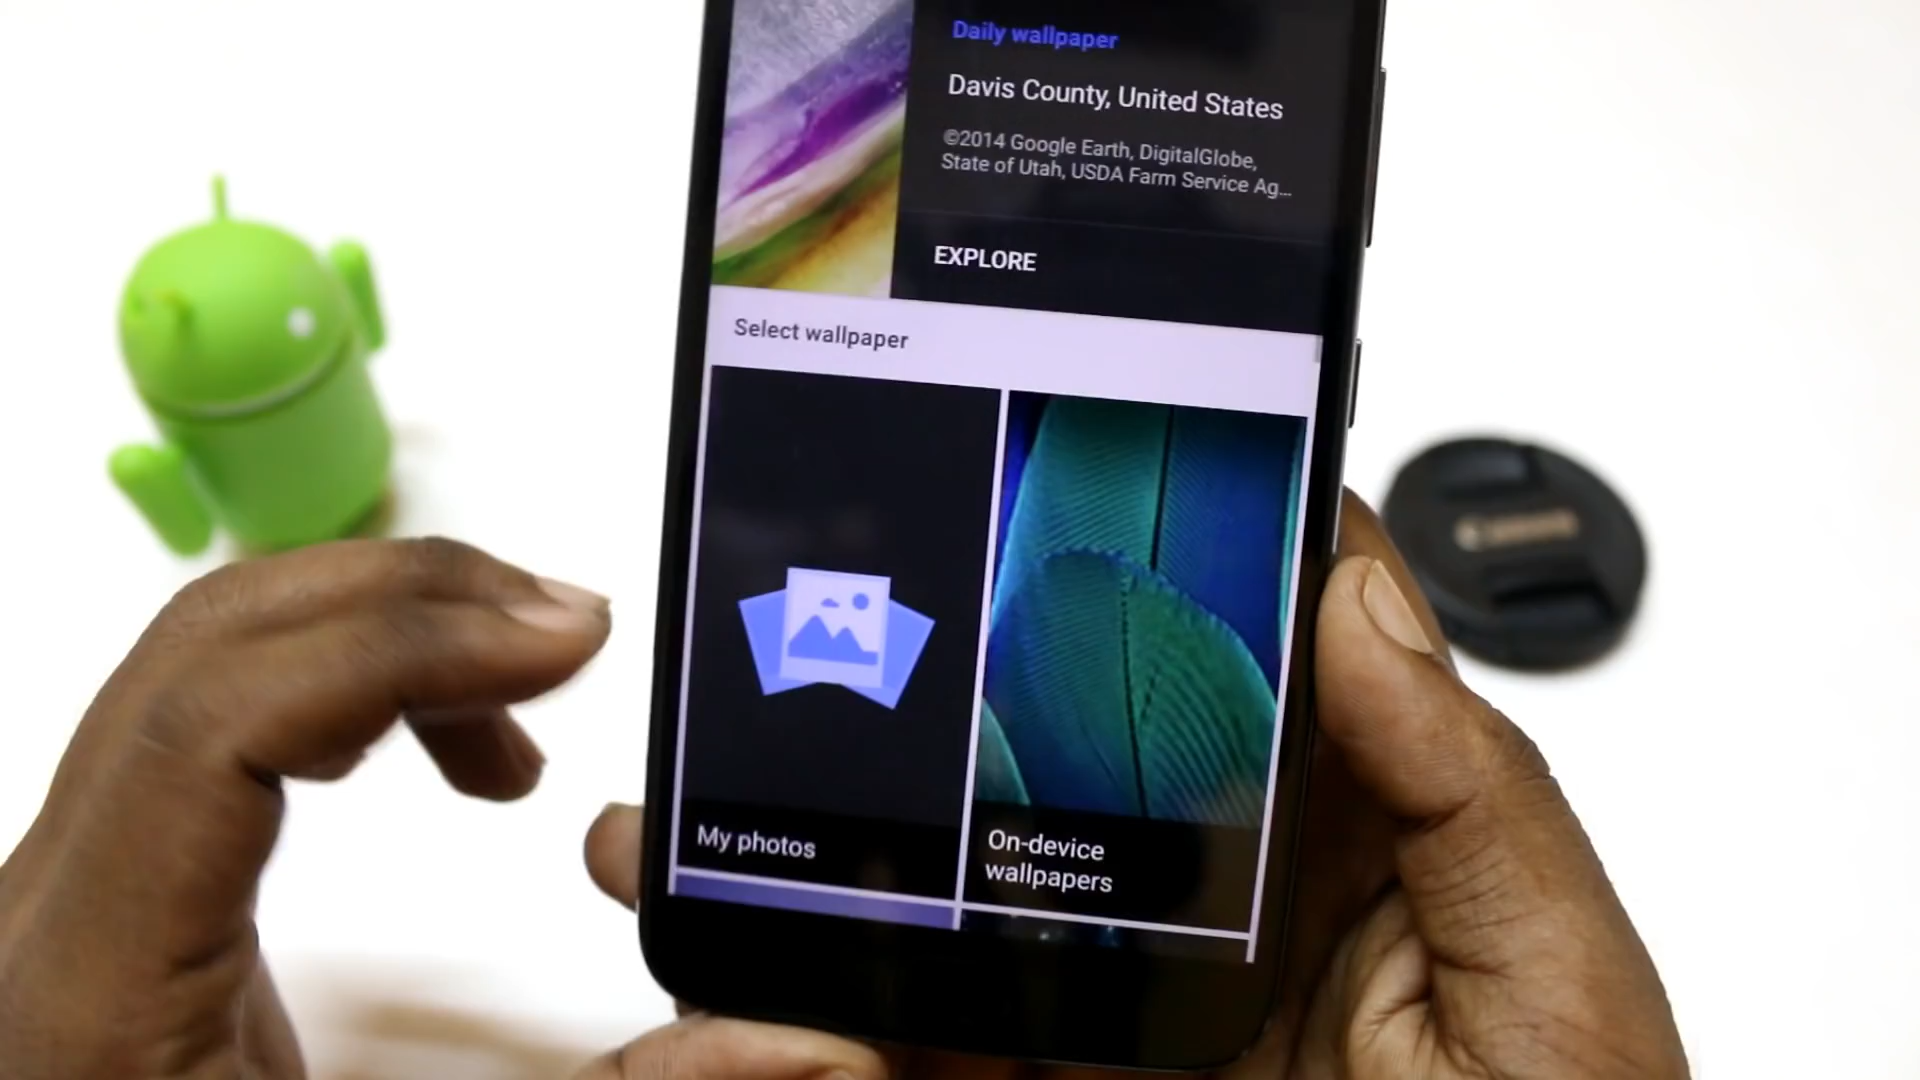 Daily wallpaper
Davis County, United States
©2014 Google Earth, DigitalGlobe,
State of Utah, USDA Farm Service Ag...
EXPLORE
Select wallpaper
My photos
On-device
wallpapers
Canon